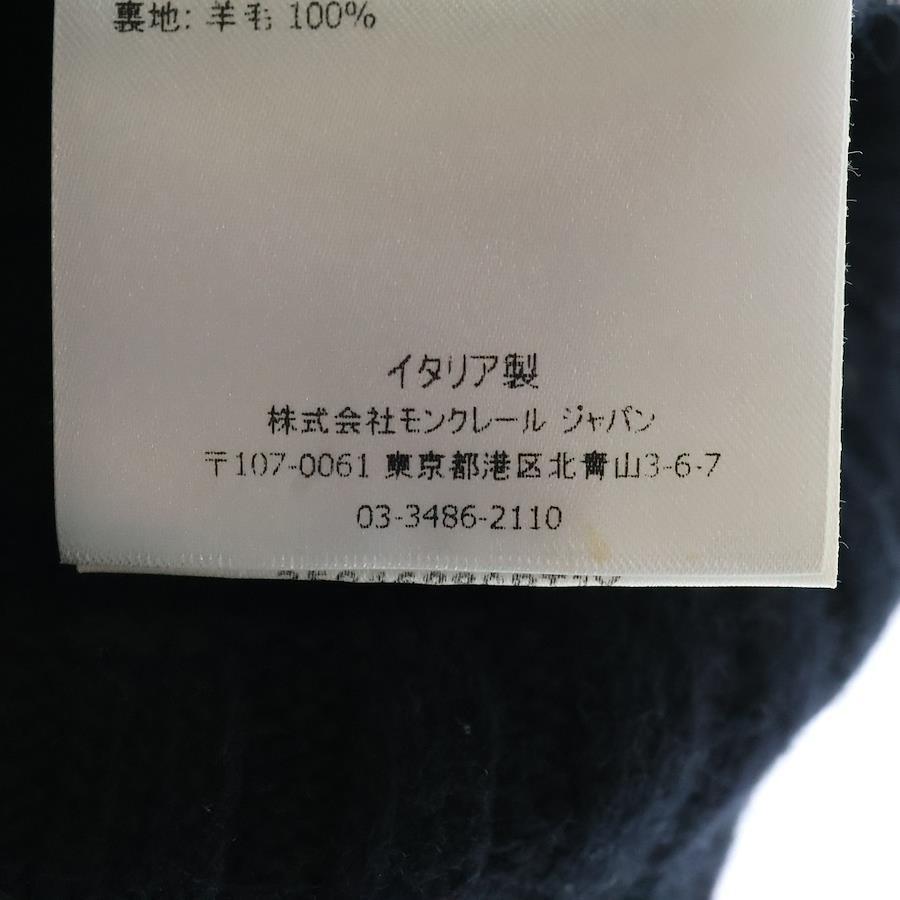 裏地: 羊毛 100%
イタリア製
株式会社モンクレール ジャパン
〒107-0061 東京都港区北青山3-6-7
03-3486-2110